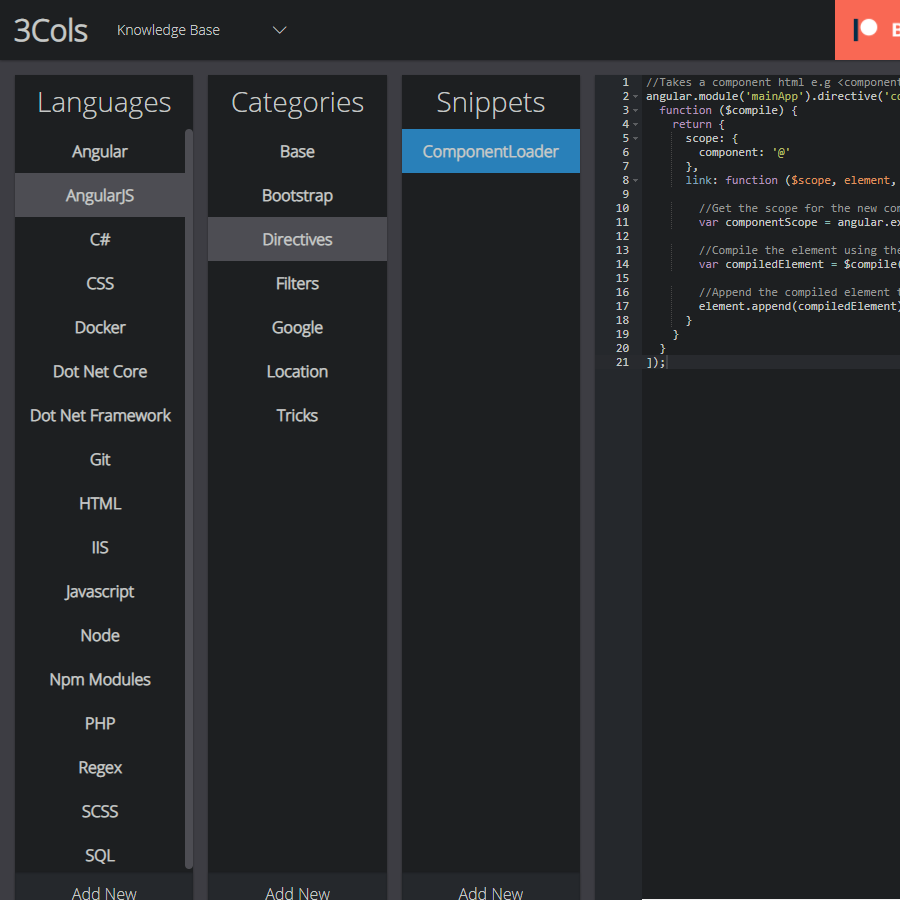 3Cols
Knowledge Base
Languages
Angular
AngularJS
C#
CSS
Docker
Dot Net Core
Dot Net Framework
Git
HTML
IIS
Javascript
Node
Npm Modules
PHP
Regex
SCSS
SQL
Add New
Categories
Base
Bootstrap
Directives
Filters
Google
Location
Tricks
Add New
Snippets
ComponentLoader
Add New
1 //Takes a component html e.g <component
2 angular.module('mainApp').directive('co
3 function ($compile) {
4 return {
5 scope: {
6 component: '@'
7 },
8 link: function ($scope, element,
9
10 //Get the scope for the new com
11 var componentScope = angular.ex
12
13 //Compile the element using the
14 var compiledElement = $compile(
15
16 //Append the compiled element t
17 element.append(compiledElement)
18 }
19 }
20 }
21 ]);